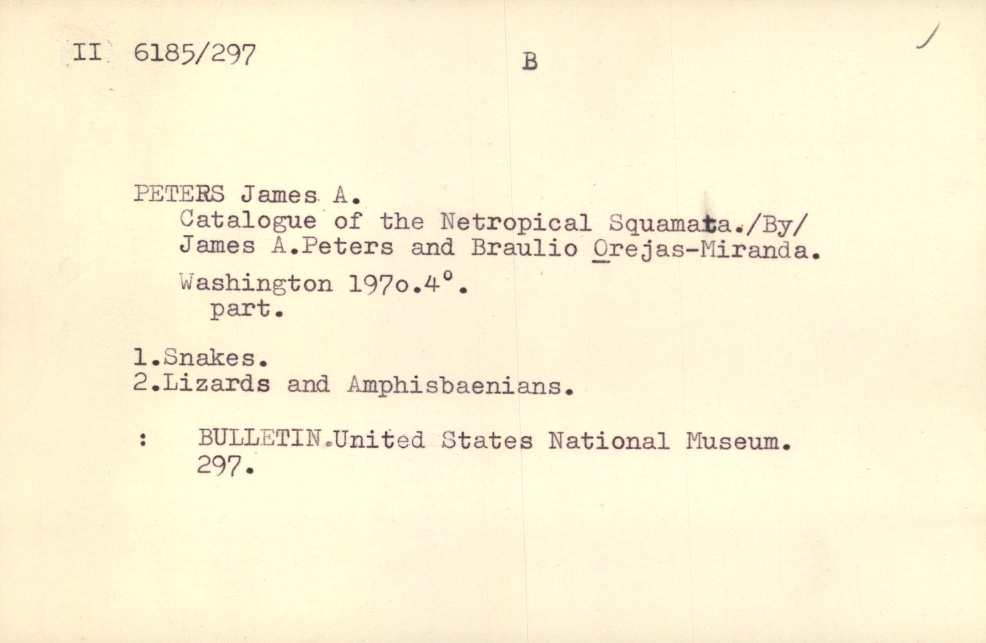 II 6185/297
B
PETERS James A.
Catalogue of the Netropical Squamata./By/
James A.Peters and Braulio Orejas-Miranda.
Washington 197o.4°.
part.
1.Snakes.
2.Lizards and Amphisbaenians.
: BULLETIN.United States National Museum.
297.